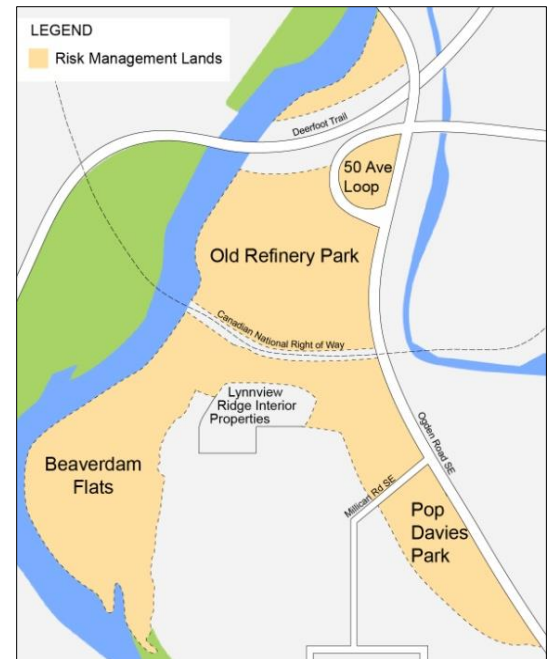 LEGEND
Risk Management Lands
Deerfoot Trail
50 Ave
Loop
Old Refinery Park
Canadian National Right of Way
Lynnview
Ridge Interior
Properties
Ogden Road SE
Beaverdam
Flats
Millican Rd SE
Pop
Davies
Park